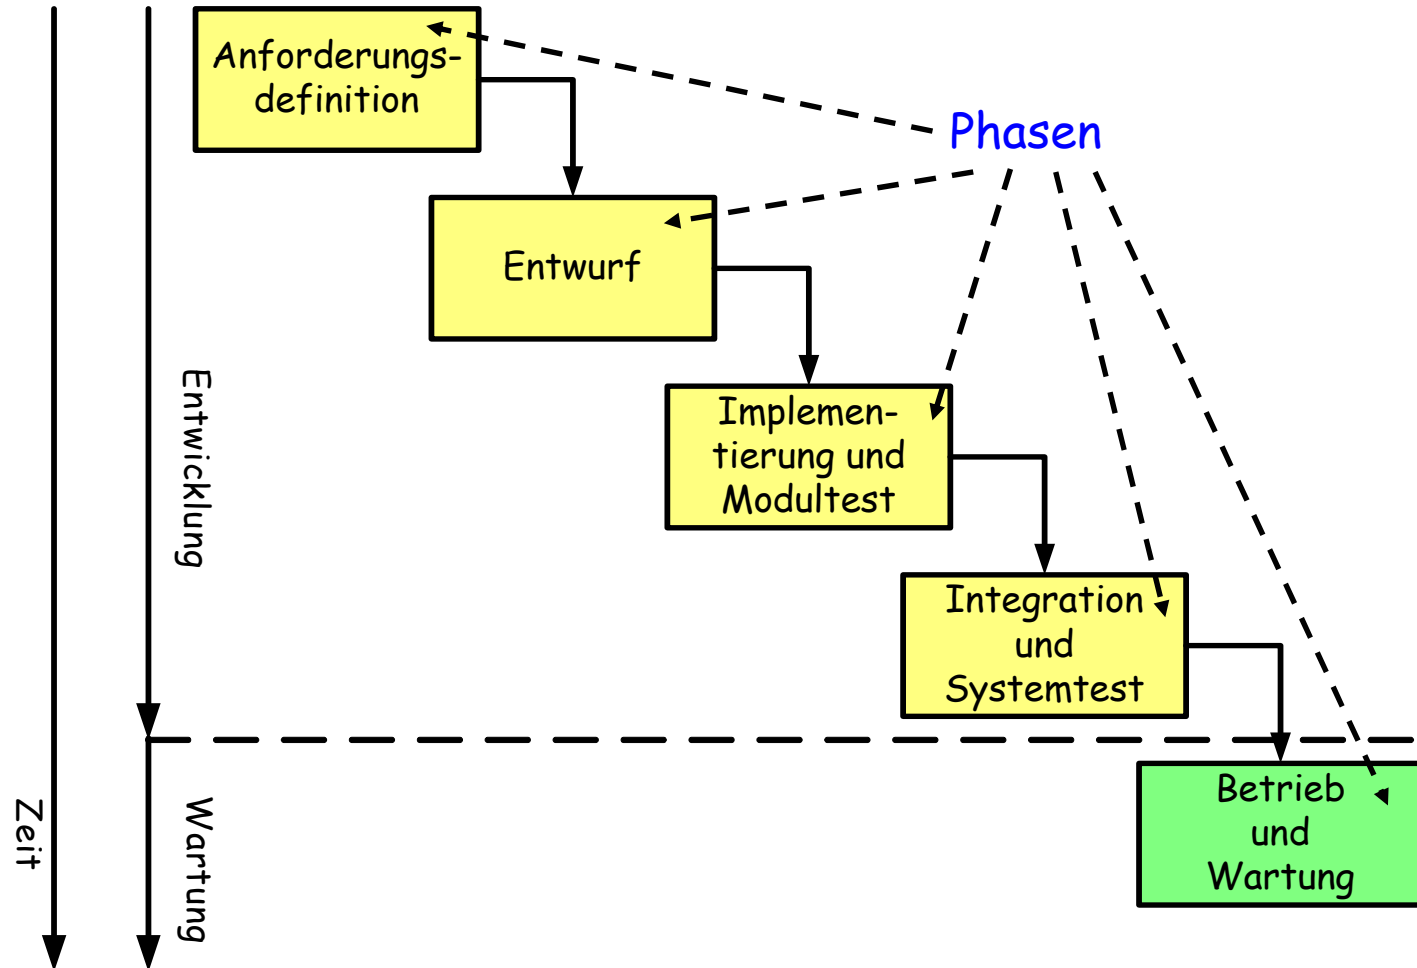 Anforderungs-
definition
Phasen
Entwurf
Implemen-
tierung und
Modultest
Entwicklung
Integration
und
Systemtest
Betrieb
und
Wartung
Zeit
Wartung